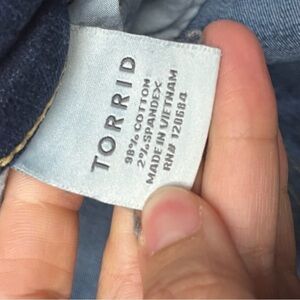 TORRID
98% COTTON
2% SPANDEX
MADE IN VIETNAM
RN# 128684